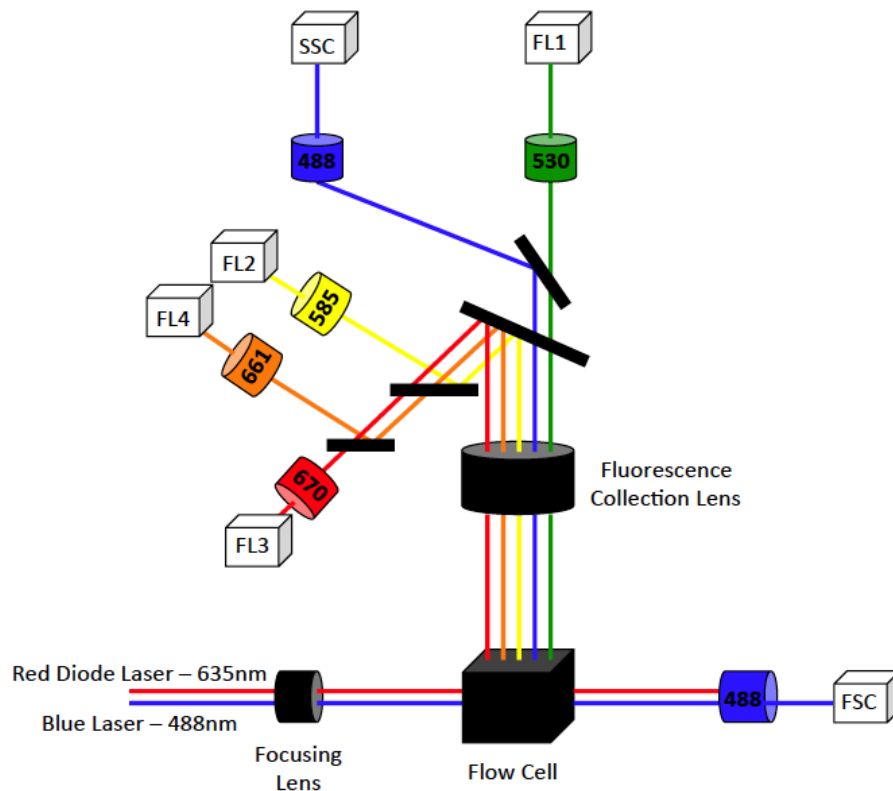 SSC
FL1
488
530
FL2
585
FL4
661
670
FL3
Fluorescence
Collection Lens
Red Diode Laser – 635nm
Blue Laser – 488nm
488
FSC
Focusing
Lens
Flow Cell